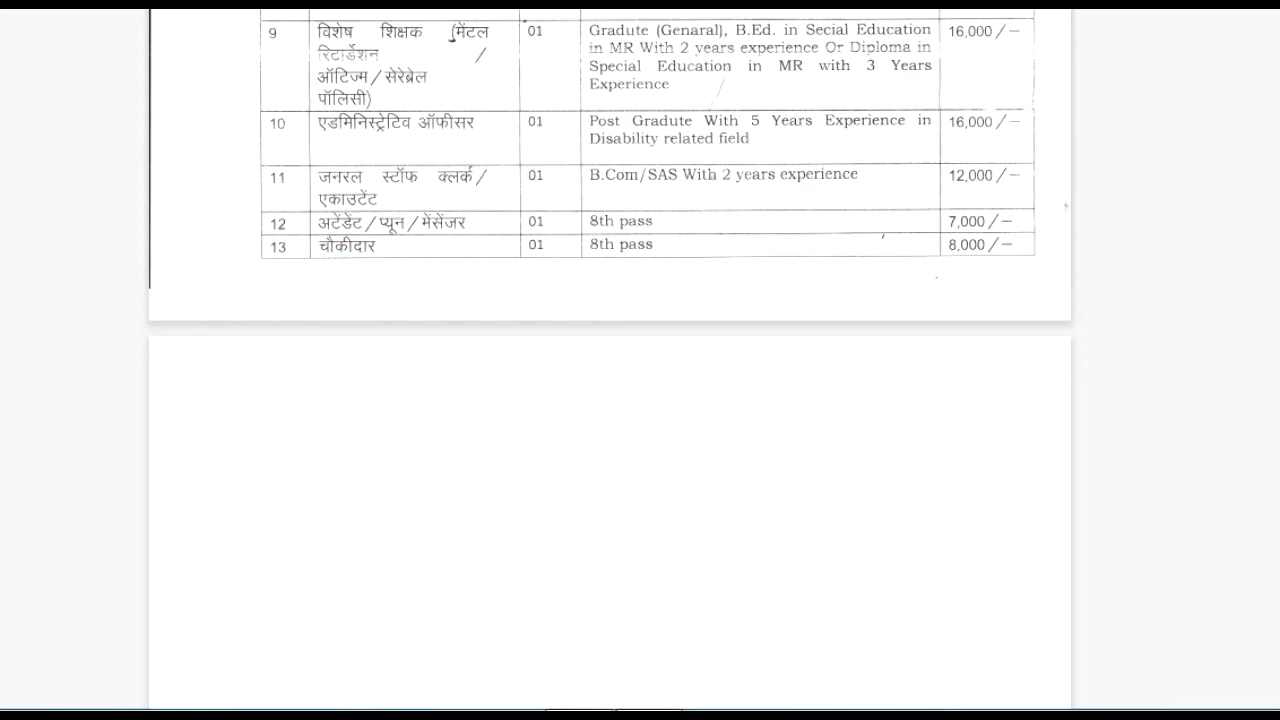 9 विशेष शिक्षक (मेंटल 01 Gradute (Genaral), B.Ed. in Secial Education 16,000/–
रिटार्डेशन / in MR With 2 years experience Or Diploma in
ऑटिज्म/सेरेब्रेल Special Education in MR with 3 Years
पॉलिसी) Experience
10 एडमिनिस्ट्रेटिव ऑफीसर 01 Post Gradute With 5 Years Experience in 16,000/–
Disability related field
11 जनरल स्टॉफ क्लर्क/ 01 B.Com/SAS With 2 years experience 12,000/–
एकाउटेंट
12 अटेंडेंट/प्यून/मेंसेंजर 01 8th pass 7,000/–
13 चौकीदार 01 8th pass 8,000/–